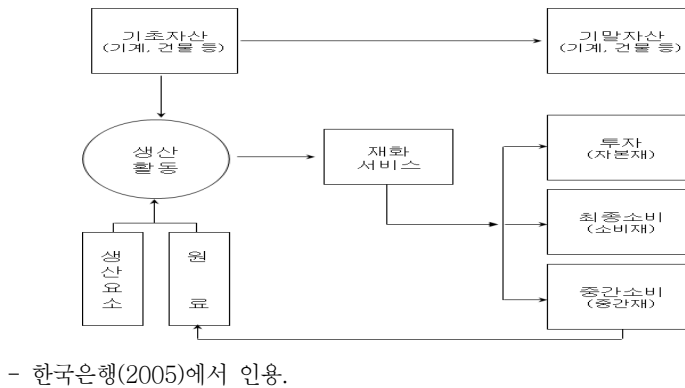 기초자산
(기계, 건물 등)
기말자산
(기계, 건물 등)
생산
활동
재화
서비스
투자
(자본재)
최종소비
(소비재)
중간소비
(중간재)
생산요소
원료
- 한국은행(2005)에서 인용.